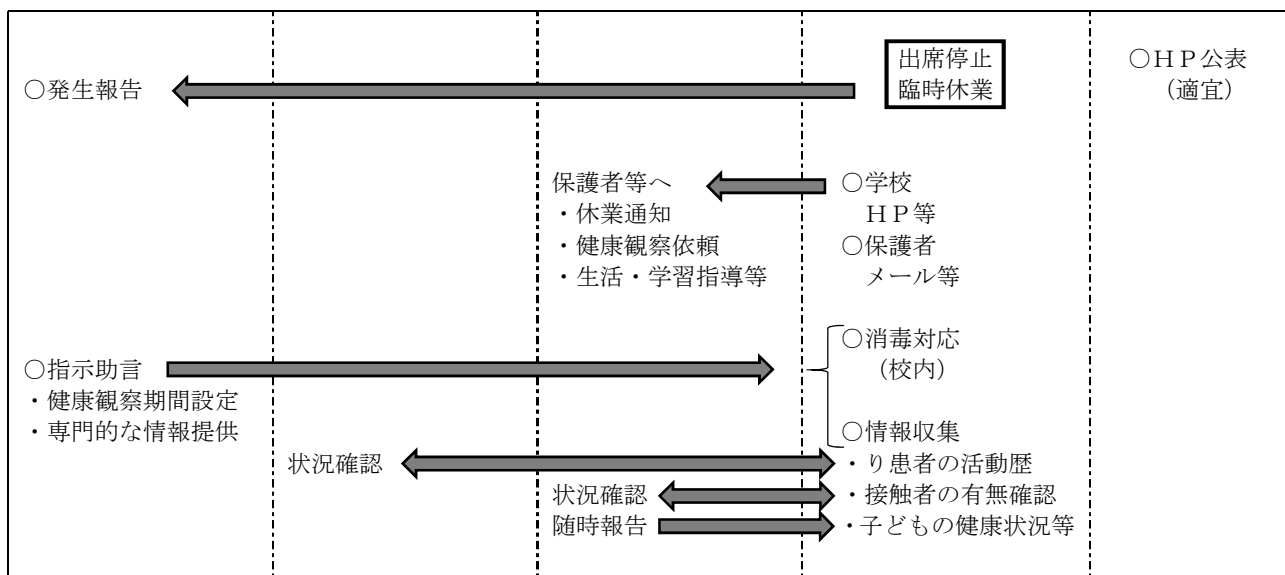 出席停止
臨時休業
○ＨＰ公表
（適宜）
○発生報告
保護者等へ
・休業通知
・健康観察依頼
・生活・学習指導等
○学校
ＨＰ等
○保護者
メール等
○消毒対応
（校内）
○指示助言
・健康観察期間設定
・専門的な情報提供
○情報収集
状況確認
・り患者の活動歴
状況確認
・接触者の有無確認
随時報告
・子どもの健康状況等